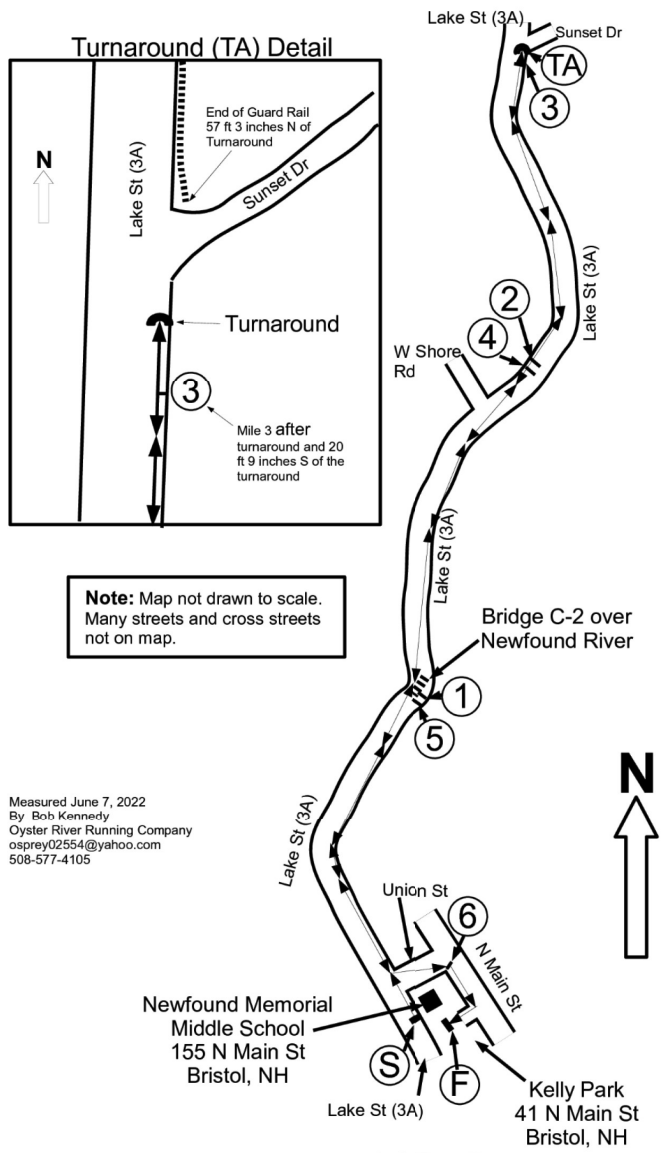 Lake St (3A)
Sunset Dr
TA
3
Turnaround (TA) Detail
End of Guard Rail
57 ft 3 inches N of
Turnaround
N
Lake St (3A)
Sunset Dr
Turnaround
3
Mile 3 after
turnaround and 20
ft 9 inches S of the
turnaround
Lake St (3A)
2
4
W Shore
Rd
Lake St (3A)
Note: Map not drawn to scale.
Many streets and cross streets
not on map.
Bridge C-2 over
Newfound River
1
5
N
Measured June 7, 2022
By Bob Kennedy
Oyster River Running Company
osprey02554@yahoo.com
508-577-4105
Lake St (3A)
Union St
6
N Main St
Newfound Memorial
Middle School
155 N Main St
Bristol, NH
S
F
Lake St (3A)
Kelly Park
41 N Main St
Bristol, NH